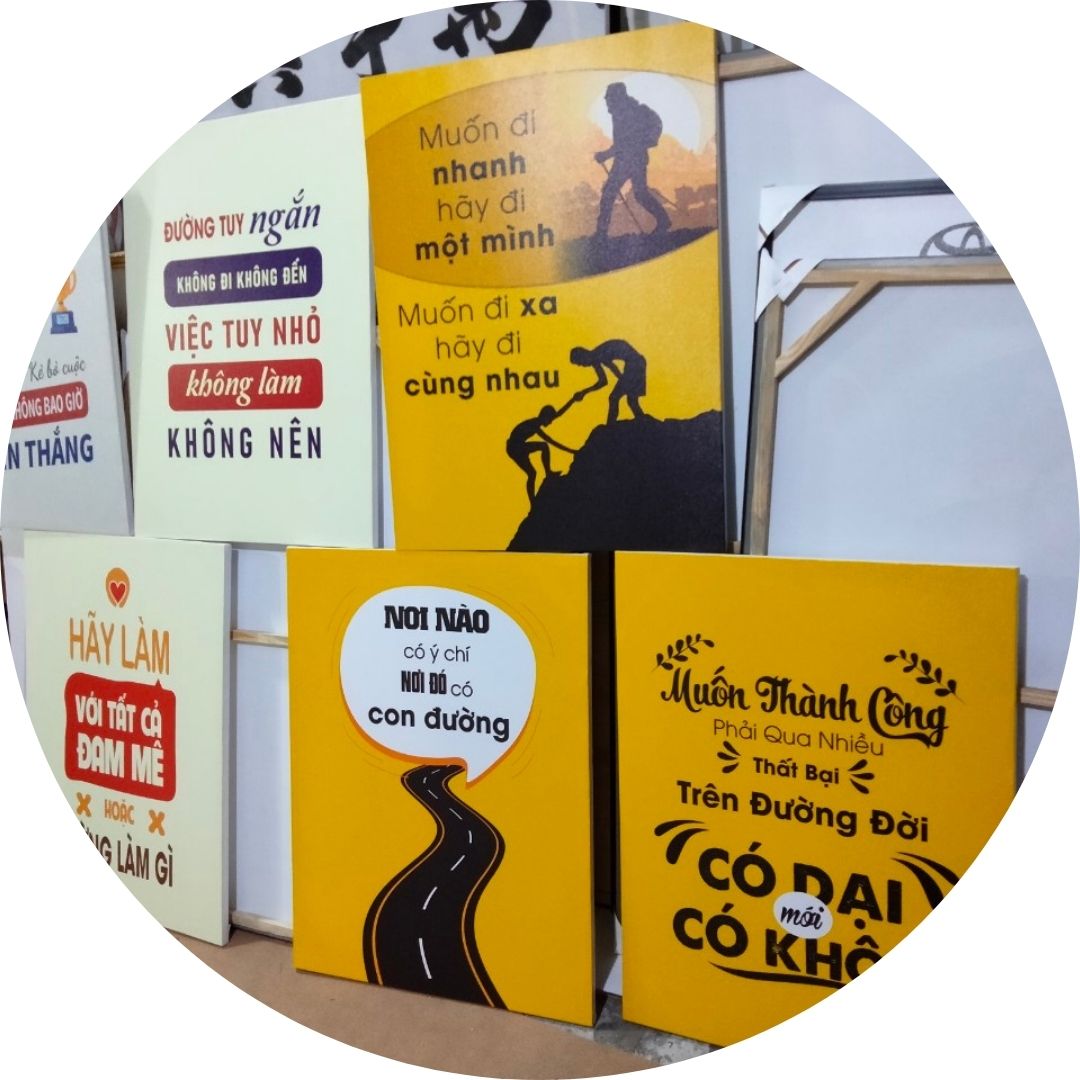 Kẻ bỏ cuộc
BAO GIỜ
THẮNG
ĐƯỜNG TUY ngắn
KHÔNG ĐI KHÔNG ĐẾN
VIỆC TUY NHỎ
không làm
KHÔNG NÊN
Muốn đi
nhanh
hãy đi
một mình
Muốn đi xa
hãy đi
cùng nhau
HÃY LÀM
VỚI TẤT CẢ
ĐAM MÊ
HOẶC
LÀM GÌ
NƠI NÀO
có ý chí
NƠI ĐÓ có
con đường
Muốn Thành Công
Phải Qua Nhiều
Thất Bại
Trên Đường Đời
CÓ DẠI
mới
CÓ KHÔ